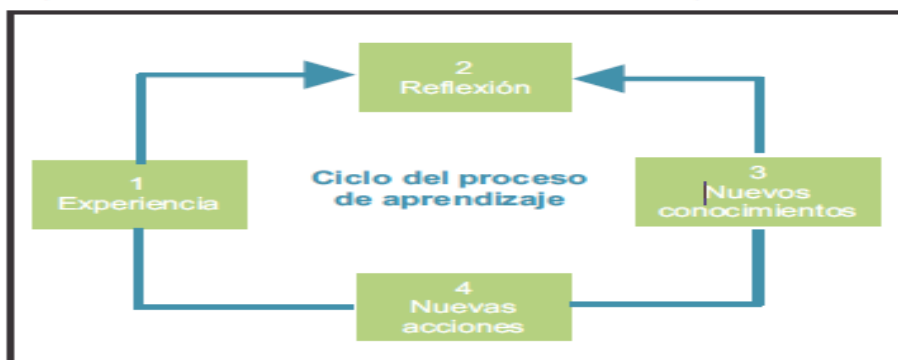 2
Reflexión
1
Experiencia
Ciclo del proceso
de aprendizaje
3
Nuevos
conocimientos
4
Nuevas
acciones